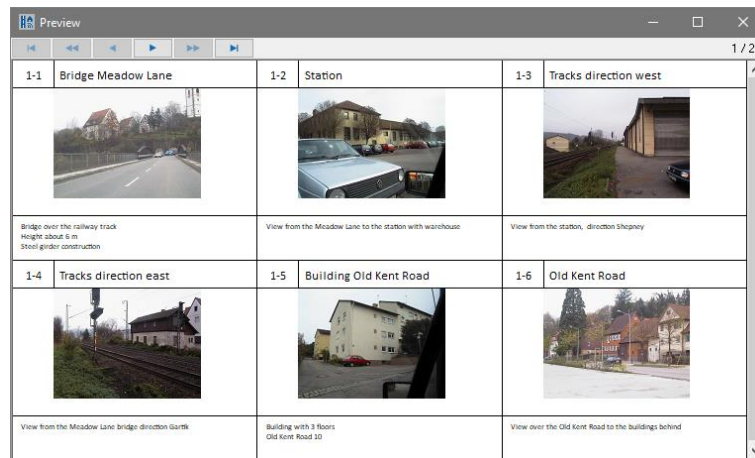 Preview
1 / 2
1-1 Bridge Meadow Lane
1-2 Station
1-3 Tracks direction west
Bridge over the railway track
Height about 6 m
Steel girder construction
View from the Meadow Lane to the station with warehouse
View from the station, direction Shepney
1-4 Tracks direction east
1-5 Building Old Kent Road
1-6 Old Kent Road
View from the Meadow Lane bridge direction Gartik
Building with 3 floors
Old Kent Road 10
View over the Old Kent Road to the buildings behind